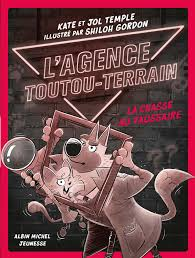 KATE ET JOL TEMPLE
ILLUSTRÉ PAR SHILOH GORDON
L'AGENCE
TOUTOU-TERRAIN
LA CHASSE
AU FAUSSAIRE
ALBIN MICHEL
JEUNESSE